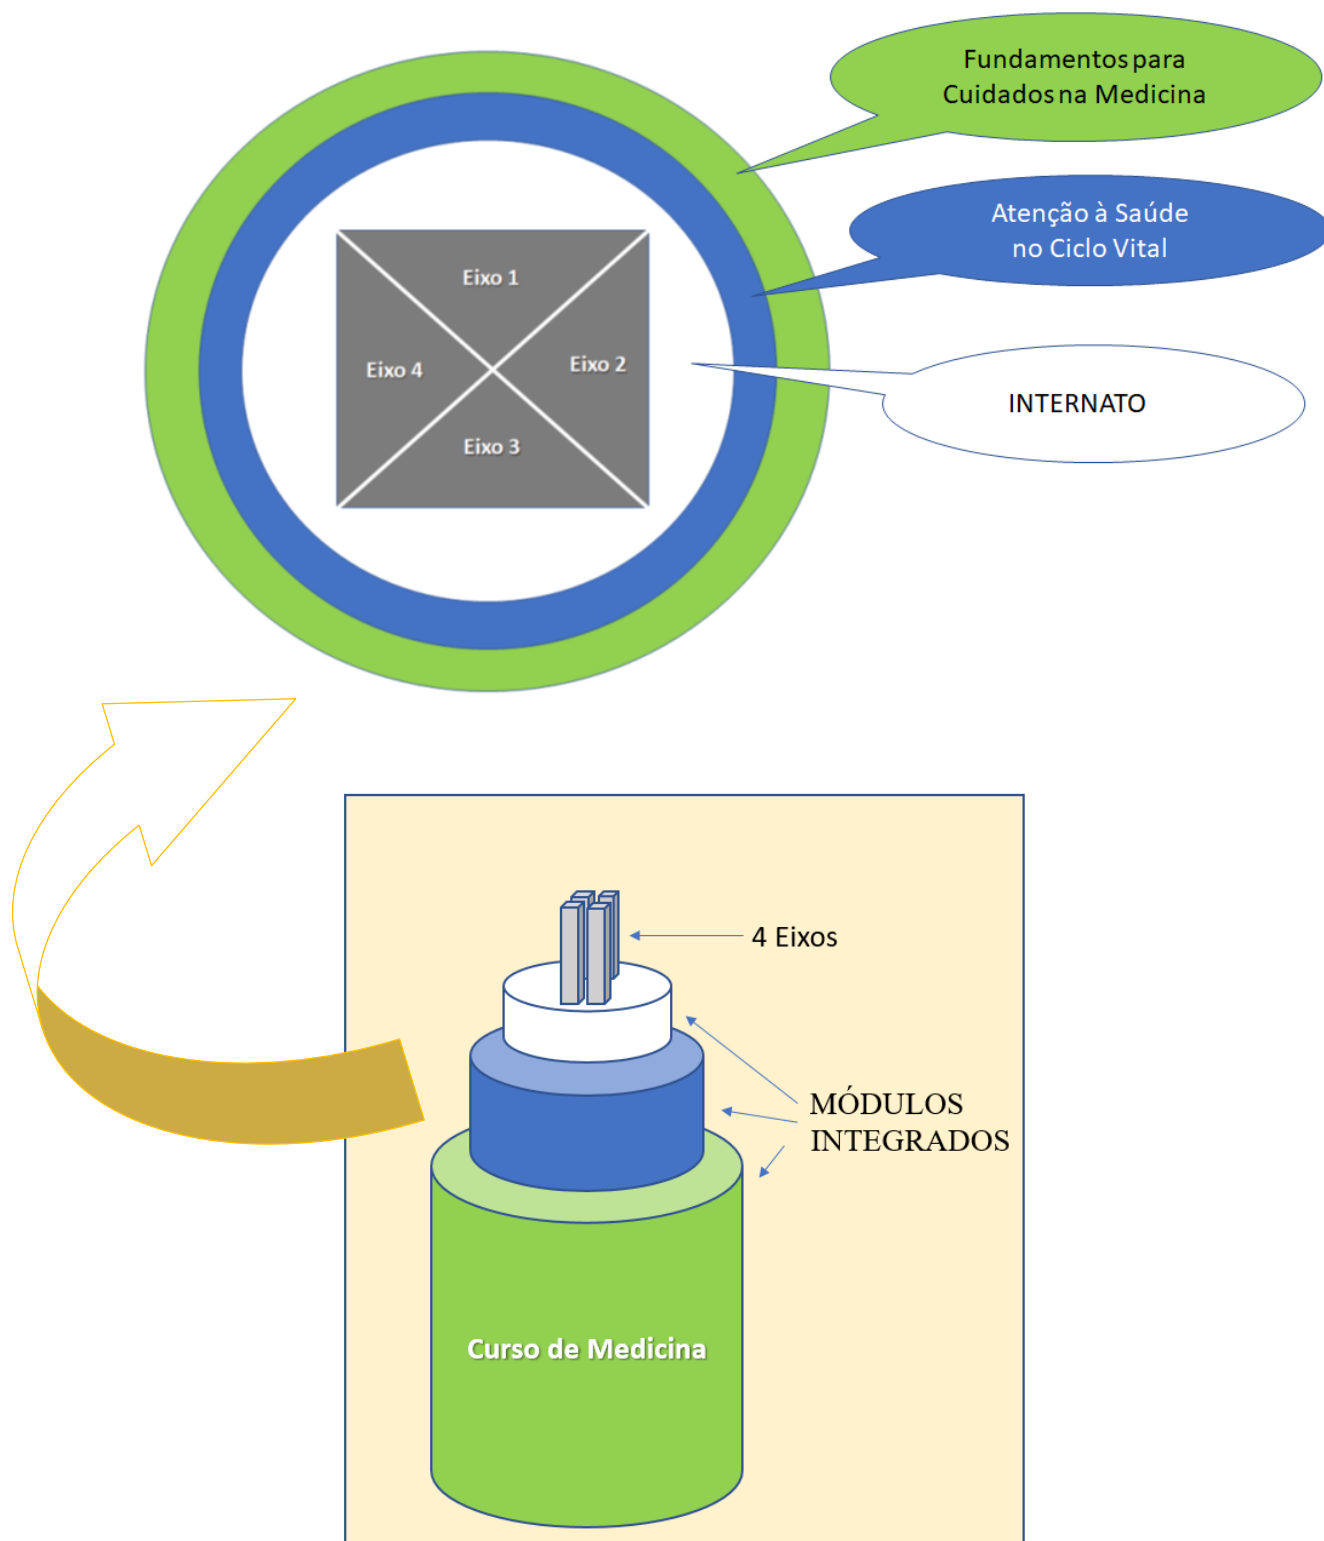 Fundamentos para
Cuidados na Medicina
Atenção à Saúde
no Ciclo Vital
INTERNATO
Eixo 1
Eixo 4
Eixo 2
Eixo 3
4 Eixos
MÓDULOS
INTEGRADOS
Curso de Medicina